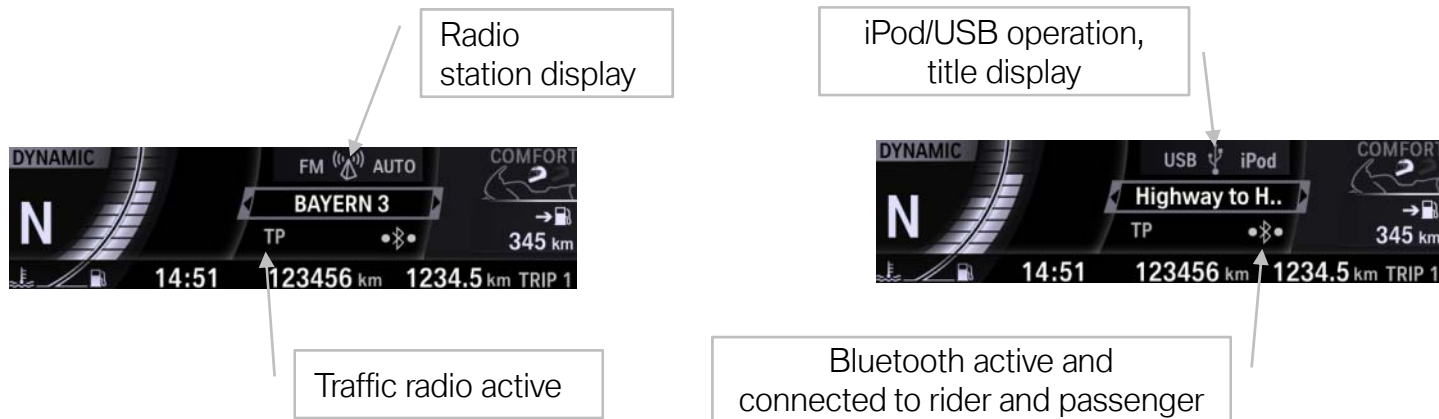 Radio
station display
iPod/USB operation,
title display
DYNAMIC
FM AUTO
COMFORT
BAYERN 3
N
TP
345 km
14:51 123456 km 1234.5 km TRIP 1
DYNAMIC
USB iPod
COMFORT
Highway to H..
N
TP
345 km
14:51 123456 km 1234.5 km TRIP 1
Traffic radio active
Bluetooth active and
connected to rider and passenger